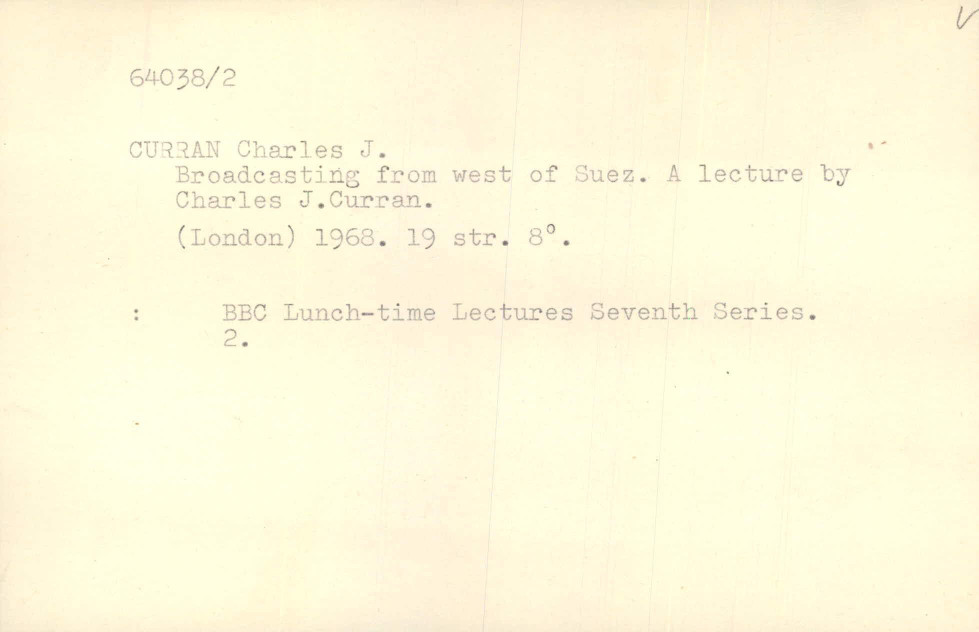 64038/2
CURRAN Charles J.
Broadcasting from west of Suez. A lecture by
Charles J.Curran.
(London) 1968. 19 str. 8°.
: BBC Lunch-time Lectures Seventh Series.
2.